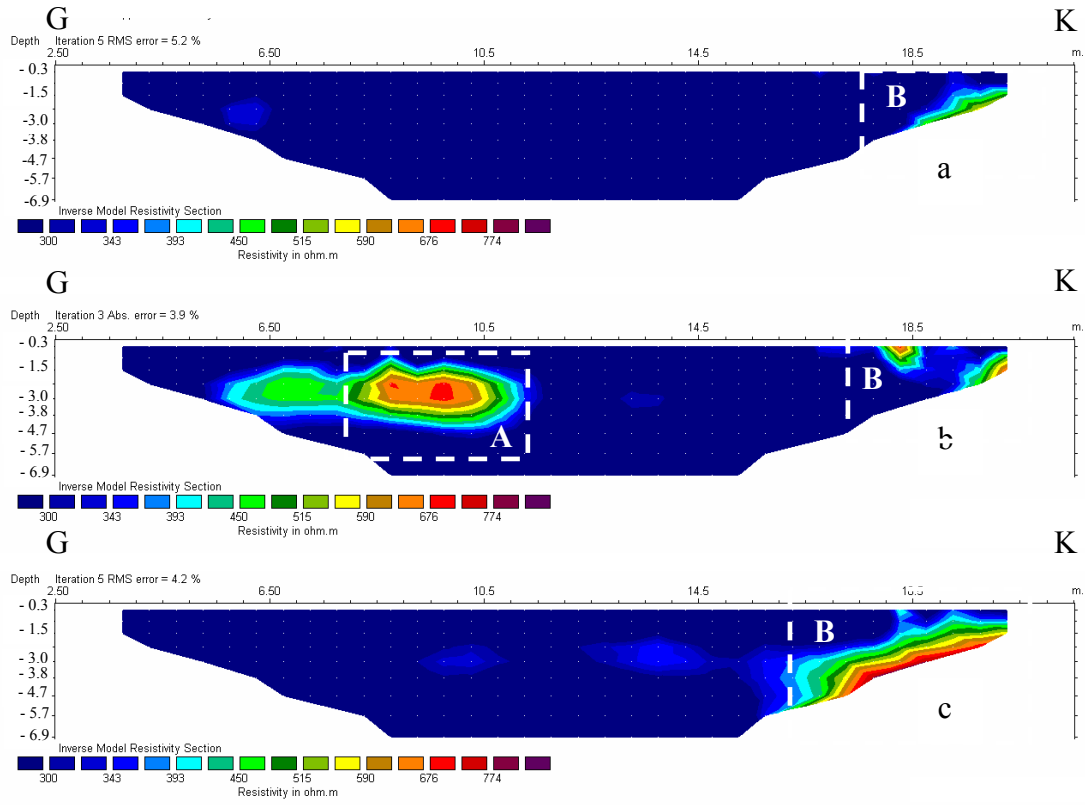 G K
Depth Iteration 5 RMS error = 5.2 %
2.50 6.50 10.5 14.5 18.5 m.
- 0.3
-1.5
-3.0
-3.8
-4.7
-5.7
-6.9
B
a
Inverse Model Resistivity Section
300 343 393 450 515 590 676 774
Resistivity in ohm.m
G K
Depth Iteration 3 Abs. error = 3.9 %
2.50 6.50 10.5 14.5 18.5 m.
- 0.3
-1.5
-3.0
-3.8
-4.7
-5.7
-6.9
A
B
b
Inverse Model Resistivity Section
300 343 393 450 515 590 676 774
Resistivity in ohm.m
G K
Depth Iteration 5 RMS error = 4.2 %
2.50 6.50 10.5 14.5 m.
- 0.3
-1.5
-3.0
-3.8
-4.7
-5.7
-6.9
B
c
Inverse Model Resistivity Section
300 343 393 450 515 590 676 774
Resistivity in ohm.m